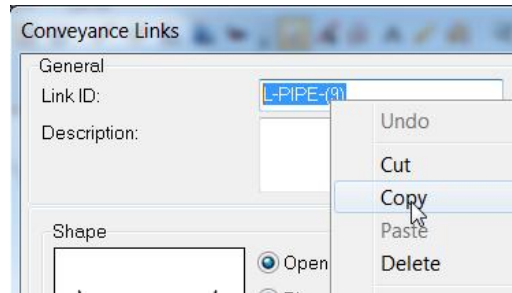 Conveyance Links
General
Link ID: L-PIPE-(9)
Description:
Undo
Cut
Copy
Paste
Delete
Shape
Open